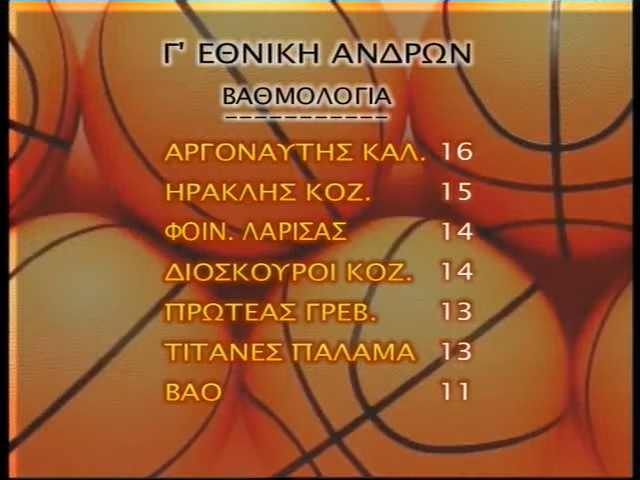 Γ' ΕΘΝΙΚΗ ΑΝΔΡΩΝ
ΒΑΘΜΟΛΟΓΙΑ
-----------
ΑΡΓΟΝΑΥΤΗΣ ΚΑΛ. 16
ΗΡΑΚΛΗΣ ΚΟΖ. 15
ΦΟΙΝ. ΛΑΡΙΣΑΣ 14
ΔΙΟΣΚΟΥΡΟΙ ΚΟΖ. 14
ΠΡΩΤΕΑΣ ΓΡΕΒ. 13
ΤΙΤΑΝΕΣ ΠΑΛΑΜΑ 13
ΒΑΟ 11